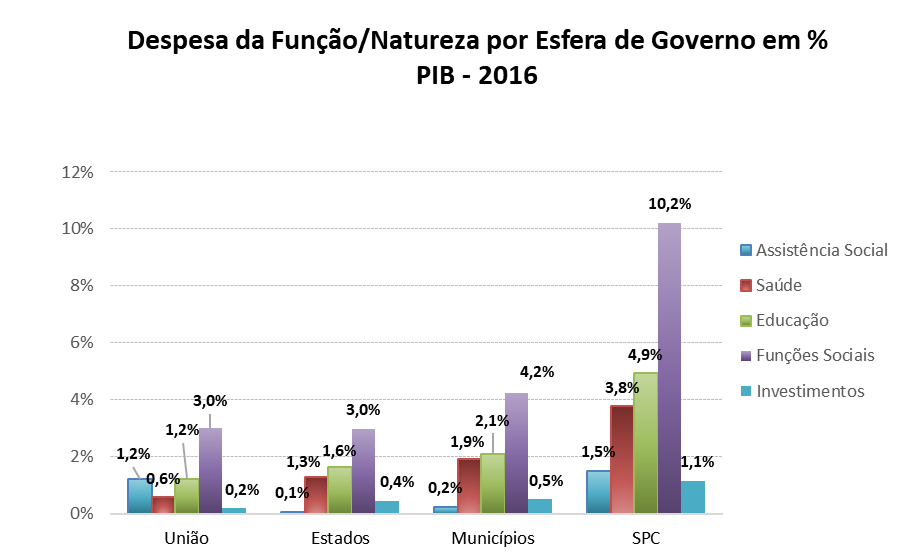 Despesa da Função/Natureza por Esfera de Governo em %
PIB - 2016
12%
10%
8%
6%
4%
2%
0%
1,2%
0,6%
1,2%
3,0%
0,2%
0,1%
1,3%
1,6%
3,0%
0,4%
0,2%
1,9%
2,1%
4,2%
0,5%
1,5%
3,8%
4,9%
10,2%
1,1%
União
Estados
Municípios
SPC
Assistência Social
Saúde
Educação
Funções Sociais
Investimentos